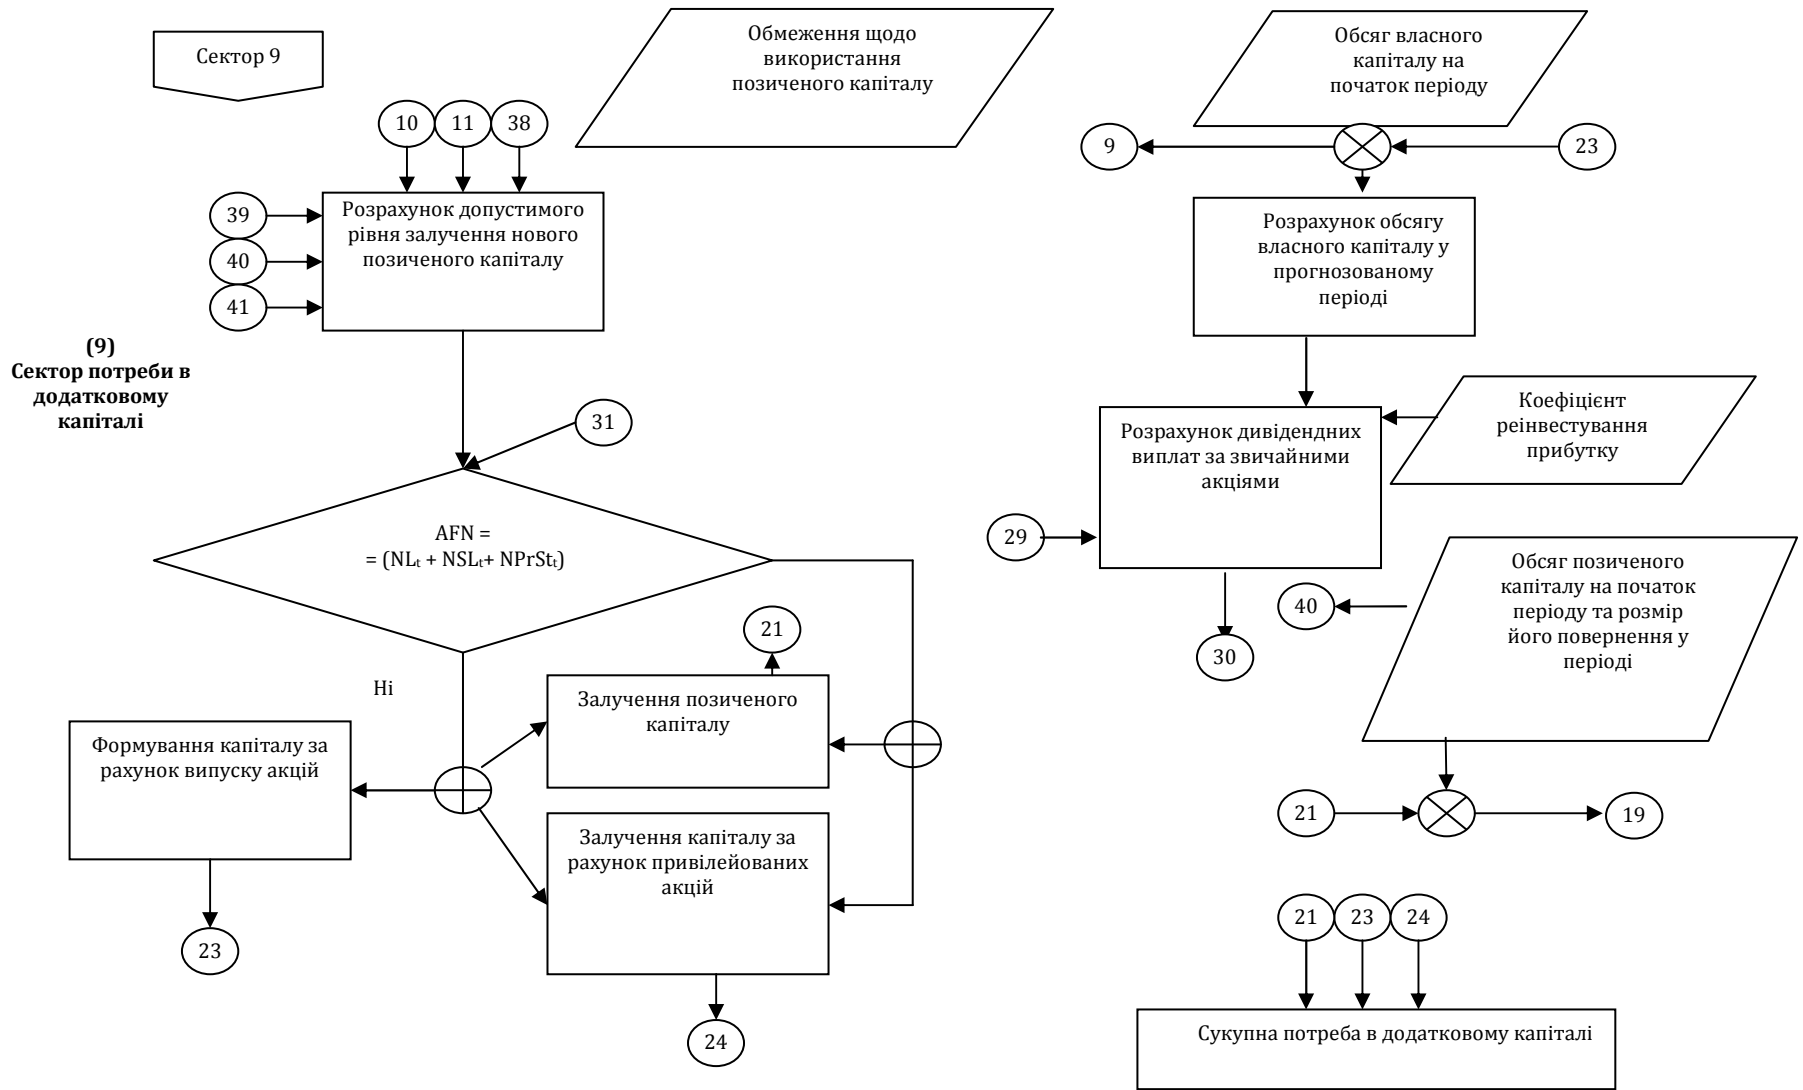 Сектор 9
Обмеження щодо
використання
позиченого капіталу
Обсяг власного
капіталу на
початок періоду
10
11
38
9
23
39
40
41
Розрахунок допустимого
рівня залучення нового
позиченого капіталу
Розрахунок обсягу
власного капіталу у
прогнозованому
періоді
(9)
Сектор потреби в
додатковому
капіталі
31
Розрахунок дивідендних
виплат за звичайними
акціями
Коефіцієнт
реінвестування
прибутку
29
30
AFN =
= (NLt + NSLt+ NPrStt)
Обсяг позиченого
капіталу на початок
періоду та розмір
його повернення у
періоді
40
21
Ні
Залучення позиченого
капіталу
Формування капіталу за
рахунок випуску акцій
Залучення капіталу за
рахунок привілейованих
акцій
21
19
23
24
21
23
24
Сукупна потреба в додатковому капіталі